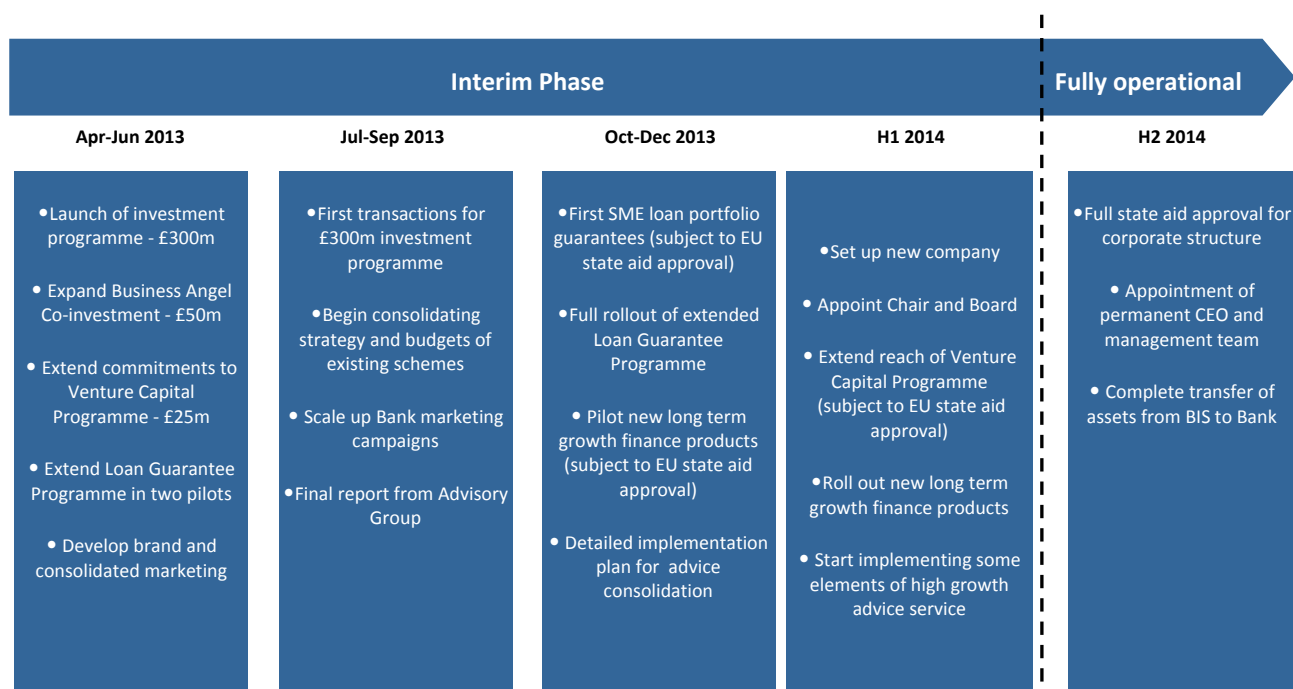 Interim Phase
Fully operational
Apr-Jun 2013
Jul-Sep 2013
Oct-Dec 2013
H1 2014
H2 2014
•Launch of investment
programme - £300m
• Expand Business Angel
Co-investment - £50m
• Extend commitments to
Venture Capital
Programme - £25m
• Extend Loan Guarantee
Programme in two pilots
• Develop brand and
consolidated marketing
•First transactions for
£300m investment
programme
•Begin consolidating
strategy and budgets of
existing schemes
• Scale up Bank marketing
campaigns
•Final report from Advisory
Group
•First SME loan portfolio
guarantees (subject to EU
state aid approval)
•Full rollout of extended
Loan Guarantee
Programme
• Pilot new long term
growth finance products
(subject to EU state aid
approval)
• Detailed implementation
plan for advice
consolidation
•Set up new company
• Appoint Chair and Board
• Extend reach of Venture
Capital Programme
(subject to EU state aid
approval)
•Roll out new long term
growth finance products
• Start implementing some
elements of high growth
advice service
•Full state aid approval for
corporate structure
• Appointment of
permanent CEO and
management team
• Complete transfer of
assets from BIS to Bank